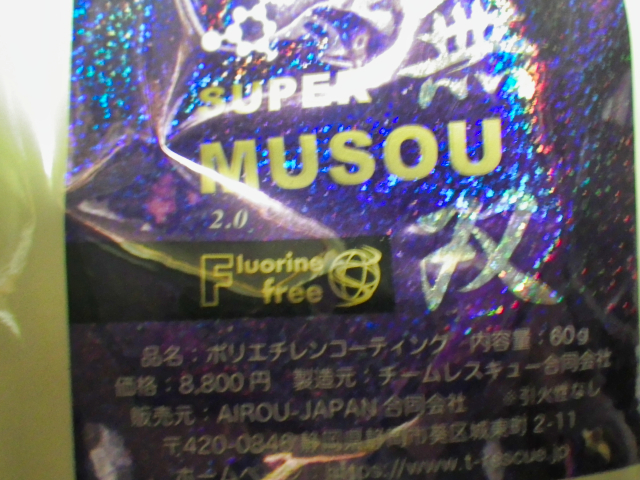 SUPER
MUSOU
無双
2.0
Fluorine
free
品名：ポリエチレンコーティング 内容量：60g
価格：8,800円 製造元：チームレスキュー合同会社
販売元：AIROU-JAPAN合同会社 ※引火性なし
〒420-0846 静岡県静岡市葵区城東町2-11
ホームページ：https://www.t-rescue.jp